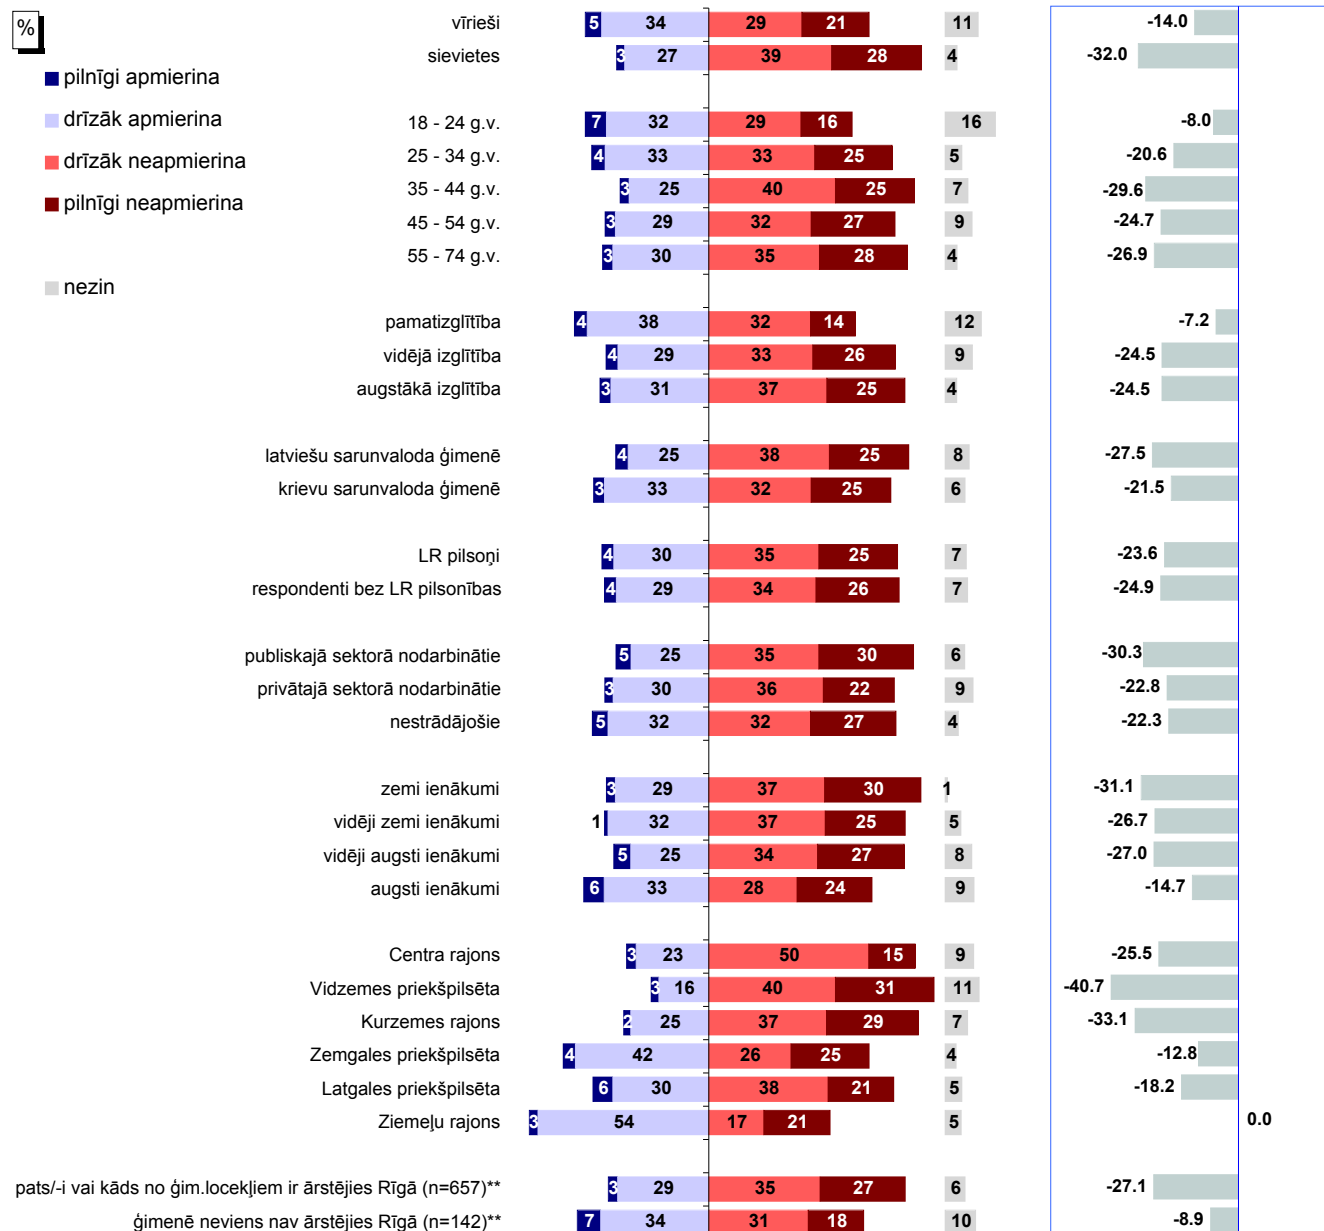 %
pilnīgi apmierina
drīzāk apmierina
drīzāk neapmierina
pilnīgi neapmierina
nezin
vīrieši 5 34 29 21 11 -14.0
sievietes 3 27 39 28 4 -32.0
18 - 24 g.v. 7 32 29 16 16 -8.0
25 - 34 g.v. 4 33 33 25 5 -20.6
35 - 44 g.v. 3 25 40 25 7 -29.6
45 - 54 g.v. 3 29 32 27 9 -24.7
55 - 74 g.v. 3 30 35 28 4 -26.9
pamatizglītība 4 38 32 14 12 -7.2
vidējā izglītība 4 29 33 26 9 -24.5
augstākā izglītība 3 31 37 25 4 -24.5
latviešu sarunvaloda ģimenē 4 25 38 25 8 -27.5
krievu sarunvaloda ģimenē 3 33 32 25 6 -21.5
LR pilsoņi 4 30 35 25 7 -23.6
respondenti bez LR pilsonības 4 29 34 26 7 -24.9
publiskajā sektorā nodarbinātie 5 25 35 30 6 -30.3
privātajā sektorā nodarbinātie 3 30 36 22 9 -22.8
nestrādājošie 5 32 32 27 4 -22.3
zemi ienākumi 3 29 37 30 1 -31.1
vidēji zemi ienākumi 1 32 37 25 5 -26.7
vidēji augsti ienākumi 5 25 34 27 8 -27.0
augsti ienākumi 6 33 28 24 9 -14.7
Centra rajons 3 23 50 15 9 -25.5
Vidzemes priekšpilsēta 3 16 40 31 11 -40.7
Kurzemes rajons 2 25 37 29 7 -33.1
Zemgales priekšpilsēta 4 42 26 25 4 -12.8
Latgales priekšpilsēta 6 30 38 21 5 -18.2
Ziemeļu rajons 3 54 17 21 5 0.0
pats/-i vai kāds no ģim.locekļiem ir ārstējies Rīgā (n=657)** 3 29 35 27 6 -27.1
ģimenē neviens nav ārstējies Rīgā (n=142)** 7 34 31 18 10 -8.9